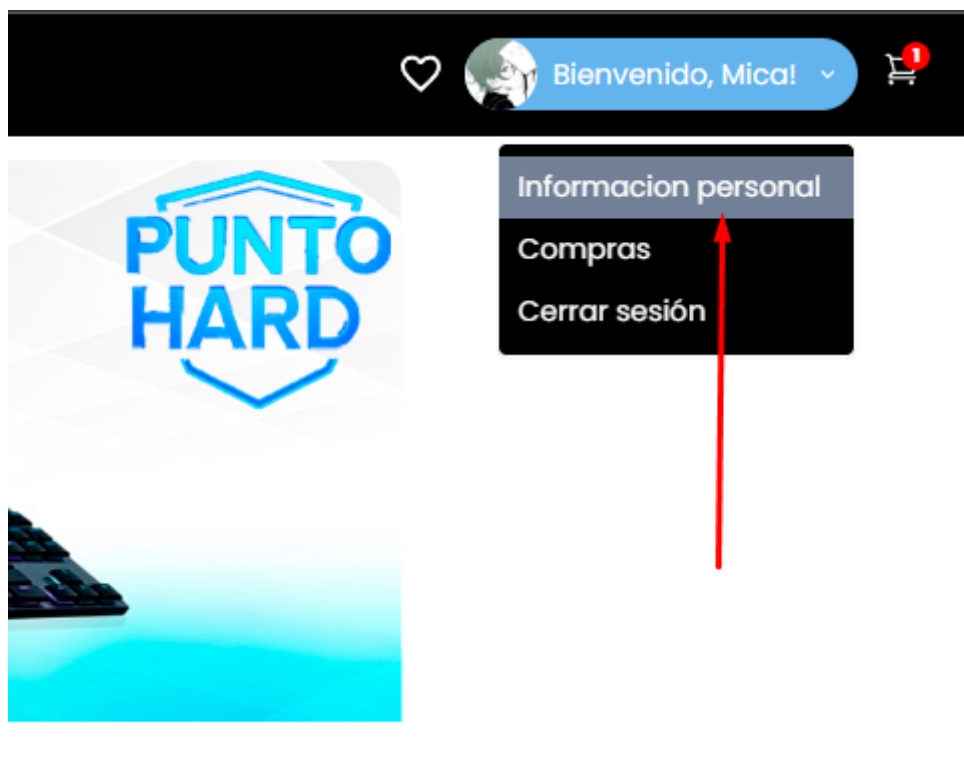 Bienvenido, Mica!
1
Informacion personal
Compras
Cerrar sesión
PUNTO
HARD